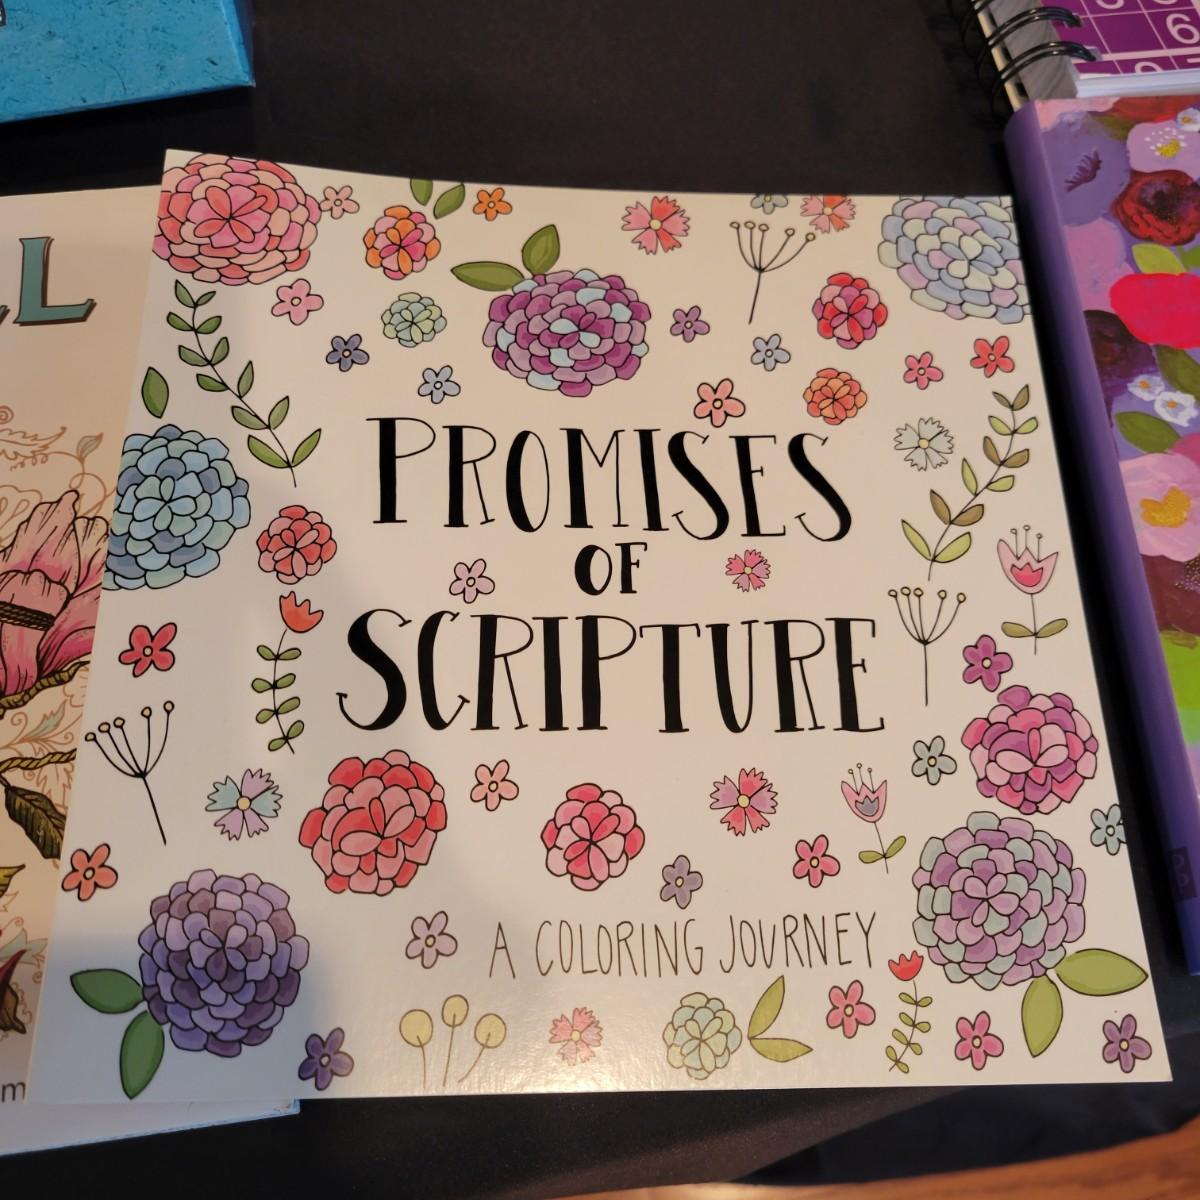 PROMISES
OF
SCRIPTURE
A COLORING JOURNEY